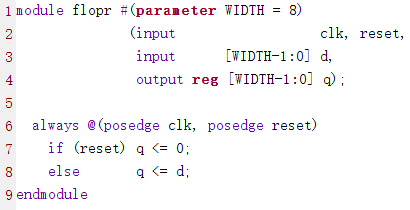 1 module flopr #(parameter WIDTH = 8)
2 (input clk, reset,
3 input [WIDTH-1:0] d,
4 output reg [WIDTH-1:0] q);
5
6 always @(posedge clk, posedge reset)
7 if (reset) q <= 0;
8 else q <= d;
9 endmodule